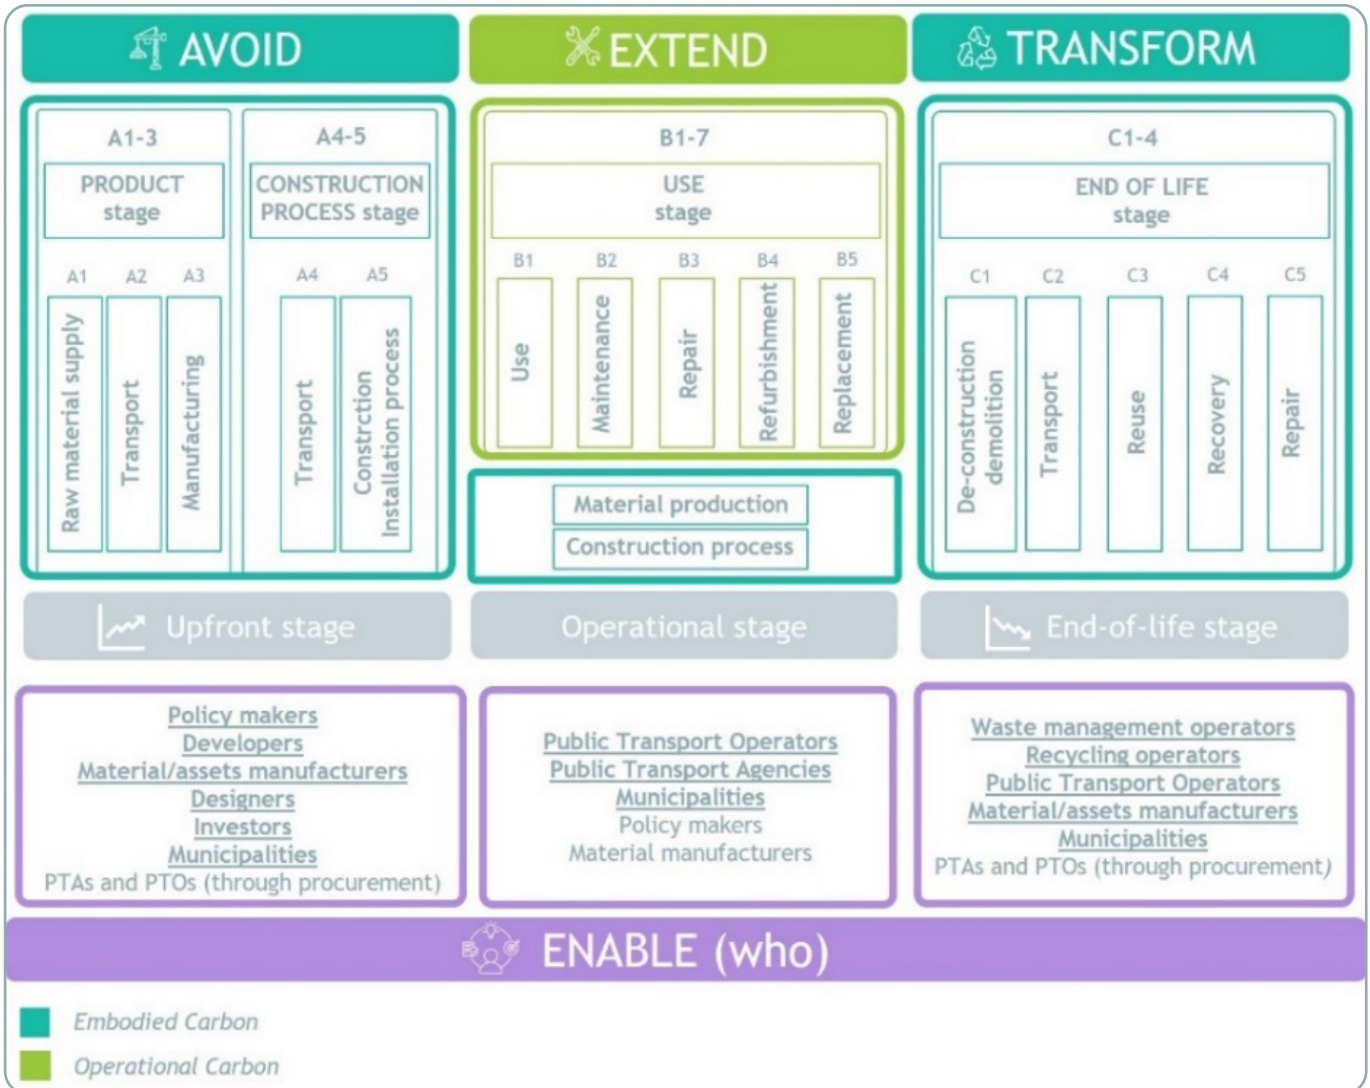 AVOID
EXTEND
TRANSFORM
A1-3
PRODUCT
stage
A4-5
CONSTRUCTION
PROCESS stage
B1-7
USE
stage
C1-4
END OF LIFE
stage
A1
A2
A3
A4
A5
B1
B2
B3
B4
B5
C1
C2
C3
C4
C5
Raw material supply
Transport
Manufacturing
Transport
Constrction
Installation process
Use
Maintenance
Repair
Refurbishment
Replacement
De-construction
demolition
Transport
Reuse
Recovery
Repair
Material production
Construction process
Upfront stage
Operational stage
End-of-life stage
Policy makers
Developers
Material/assets manufacturers
Designers
Investors
Municipalities
PTAs and PTOs (through procurement)
Public Transport Operators
Public Transport Agencies
Municipalities
Policy makers
Material manufacturers
Waste management operators
Recycling operators
Public Transport Operators
Material/assets manufacturers
Municipalities
PTAs and PTOs (through procurement)
ENABLE (who)
Embodied Carbon
Operational Carbon